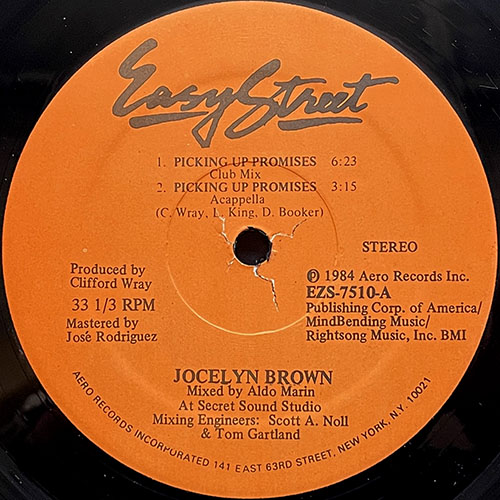 Easy Street
1. PICKING UP PROMISES 6:23
Club Mix
2. PICKING UP PROMISES 3:15
Acappella
(C. Wray, L. King, D. Booker)
STEREO
Produced by
Clifford Wray
33 1/3 RPM
Mastered by
José Rodriguez
℗ 1984 Aero Records Inc.
EZS-7510-A
Publishing Corp. of America/
MindBending Music/
Rightsong Music, Inc. BMI
JOCELYN BROWN
Mixed by Aldo Marin
At Secret Sound Studio
Mixing Engineers: Scott A. Noll
& Tom Gartland
AERO RECORDS INCORPORATED 141 EAST 63RD STREET, NEW YORK, N.Y. 10021